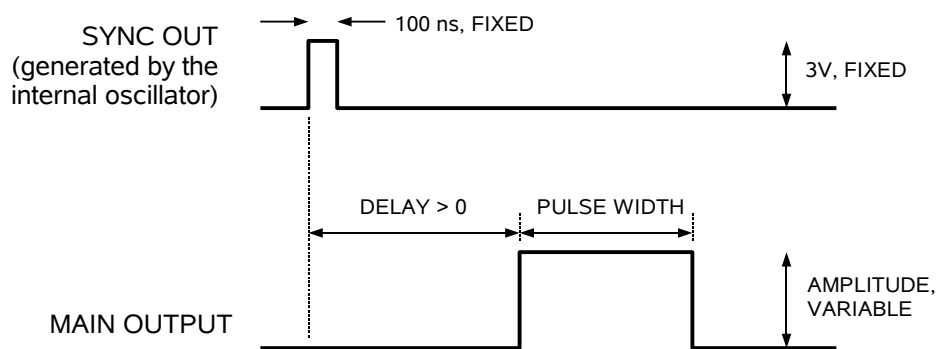 100 ns, FIXED
SYNC OUT
(generated by the
internal oscillator)
3V, FIXED
DELAY > 0
PULSE WIDTH
AMPLITUDE,
VARIABLE
MAIN OUTPUT